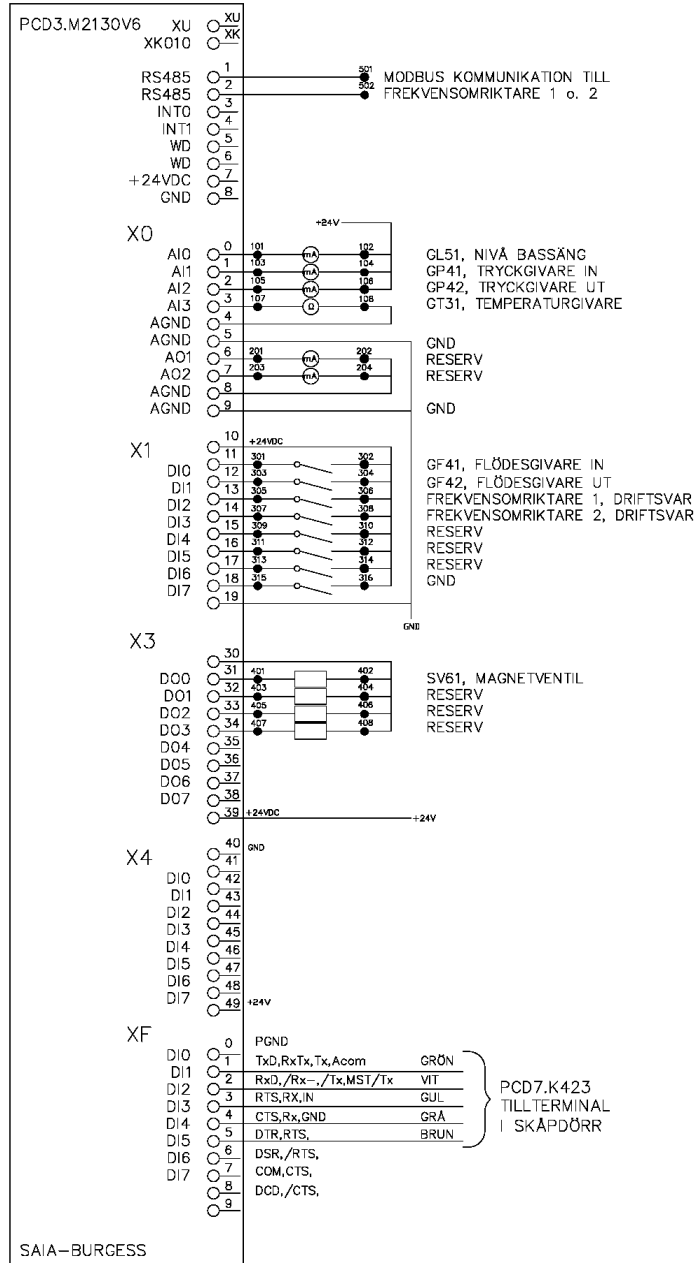 PCD3.M2130V6
XU XU
XK010 XK
RS485 1 501 MODBUS KOMMUNIKATION TILL
RS485 2 502 FREKVENSOMRIKTARE 1 o. 2
INT0 3
INT1 4
WD 5
WD 6
+24VDC 7
GND 8
+24V
X0
AI0 0 101 mA 102 GL51, NIVÅ BASSÄNG
AI1 1 103 mA 104 GP41, TRYCKGIVARE IN
AI2 2 105 mA 106 GP42, TRYCKGIVARE UT
AI3 3 107 Ω 108 GT31, TEMPERATURGIVARE
AGND 4
AGND 5 GND
AO1 6 201 mA 202 RESERV
AO2 7 203 mA 204 RESERV
AGND 8
AGND 9 GND
X1
10 +24VDC
11 301 302 GF41, FLÖDESGIVARE IN
DI0 12 303 304 GF42, FLÖDESGIVARE UT
DI1 13 305 306 FREKVENSOMRIKTARE 1, DRIFTSVAR
DI2 14 307 308 FREKVENSOMRIKTARE 2, DRIFTSVAR
DI3 15 309 310 RESERV
DI4 16 311 312 RESERV
DI5 17 313 314 RESERV
DI6 18 315 316 GND
DI7 19
GND
X3
30
31 401 402 SV61, MAGNETVENTIL
DO0 32 403 404 RESERV
DO1 33 405 406 RESERV
DO2 34 407 408 RESERV
DO3 35
DO4 36
DO5 37
DO6 38
DO7 39 +24VDC +24V
X4
40 GND
41
DI0 42
DI1 43
DI2 44
DI3 45
DI4 46
DI5 47
DI6 48
DI7 49 +24V
XF
0 PGND
DI0 1 TxD,RxTx,Tx,Acom GRÖN
DI1 2 RxD,/Rx-,/Tx,MST/Tx VIT
DI2 3 RTS,RX,IN GUL
DI3 4 CTS,Rx,GND GRÅ
DI4 5 DTR,RTS, BRUN
DI5 6 DSR,/RTS,
DI6 7 COM,CTS,
DI7 8 DCD,/CTS,
9
PCD7.K423
TILLTERMINAL
I SKÅPDÖRR
SAIA-BURGESS